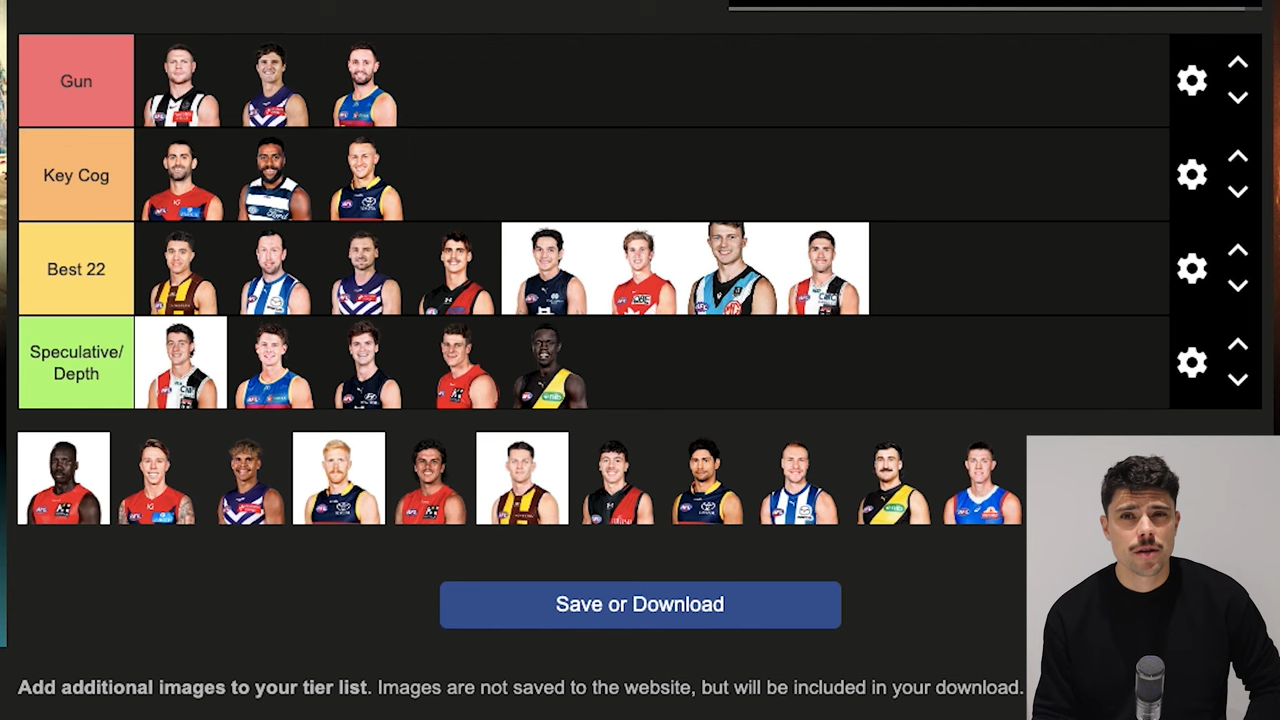 Gun
Key Cog
Best 22
Speculative/
Depth
Save or Download
Add additional images to your tier list. Images are not saved to the website, but will be included in your download.